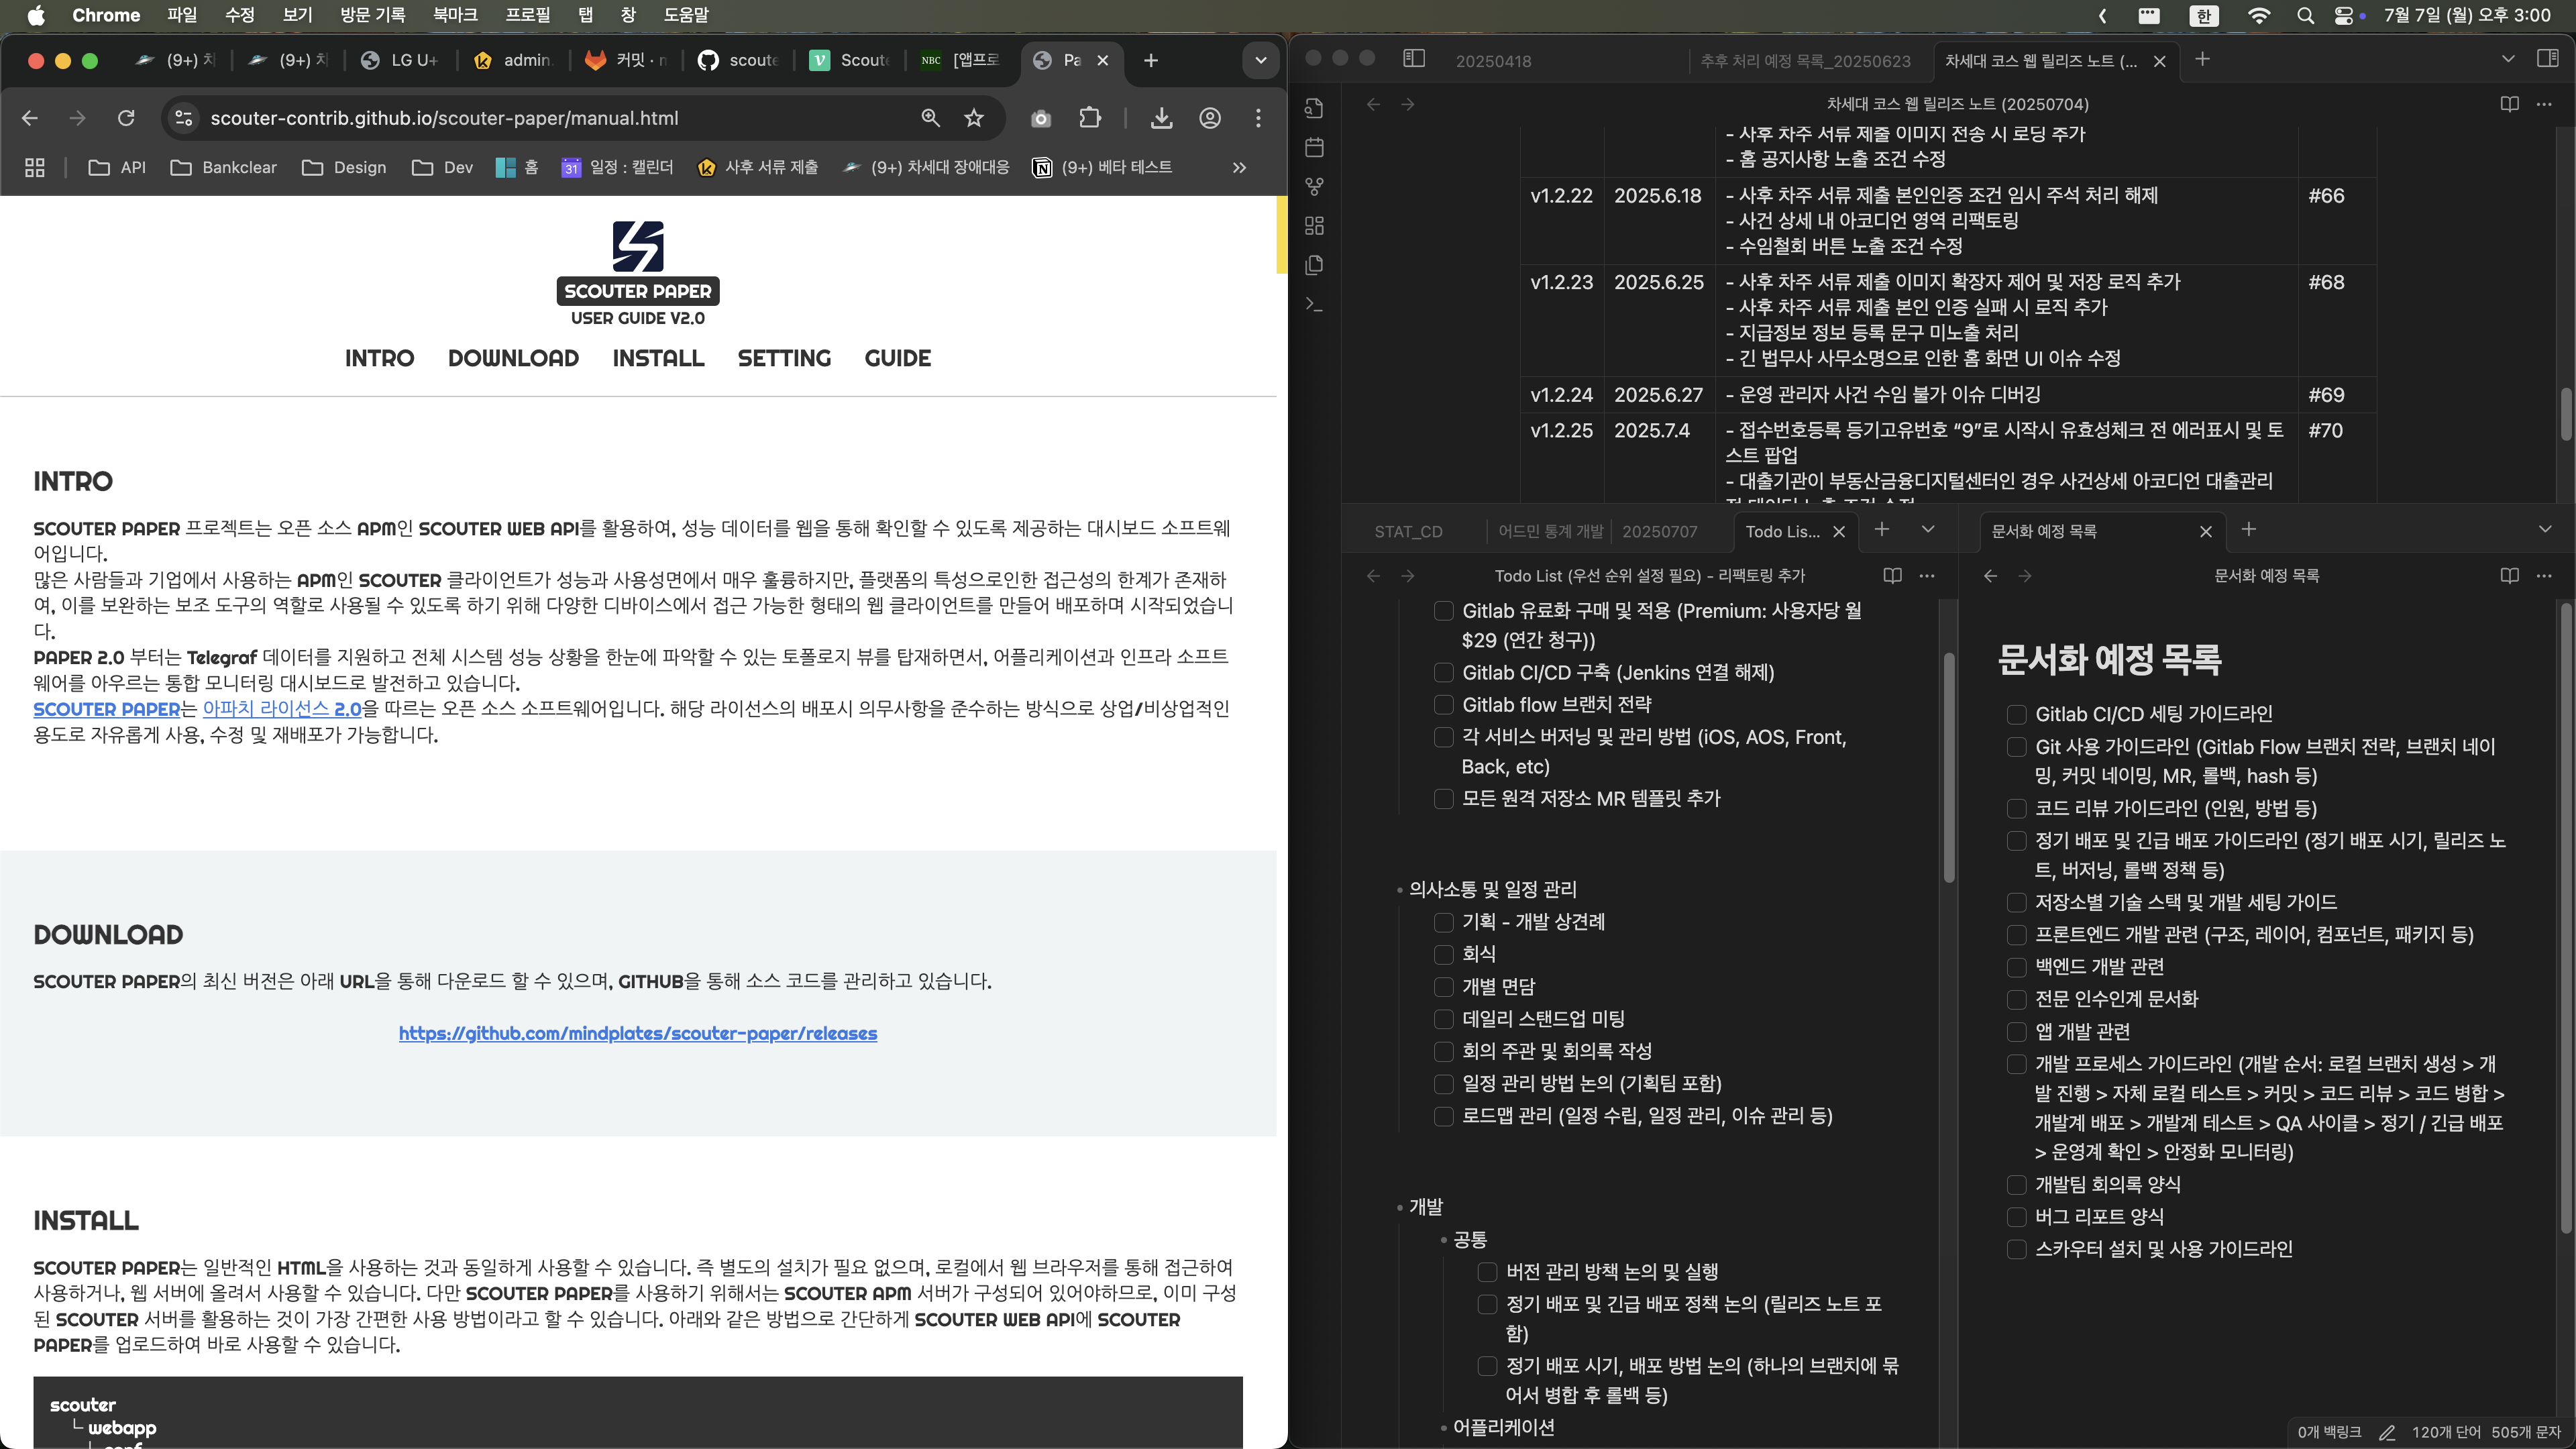 Chrome 파일 수정 보기 방문 기록 북마크 프로필 탭 창 도움말
한 7월 7일 (월) 오후 3:00
(9+) 차 (9+) 차 LG U+ admin. 커밋 · n scoute Scoute NBC [앱프로 Pa
scouter-contrib.github.io/scouter-paper/manual.html
API Bankclear Design Dev 홈 31 일정 : 캘린더 사후 서류 제출 (9+) 차세대 장애대응 (9+) 베타 테스트
SCOUTER PAPER
USER GUIDE V2.0
INTRO DOWNLOAD INSTALL SETTING GUIDE
INTRO
SCOUTER PAPER 프로젝트는 오픈 소스 APM인 SCOUTER WEB API를 활용하여, 성능 데이터를 웹을 통해 확인할 수 있도록 제공하는 대시보드 소프트웨
어입니다.
많은 사람들과 기업에서 사용하는 APM인 SCOUTER 클라이언트가 성능과 사용성면에서 매우 훌륭하지만, 플랫폼의 특성으로인한 접근성의 한계가 존재하
여, 이를 보완하는 보조 도구의 역할로 사용될 수 있도록 하기 위해 다양한 디바이스에서 접근 가능한 형태의 웹 클라이언트를 만들어 배포하며 시작되었습니
다.
PAPER 2.0 부터는 Telegraf 데이터를 지원하고 전체 시스템 성능 상황을 한눈에 파악할 수 있는 토폴로지 뷰를 탑재하면서, 어플리케이션과 인프라 소프트
웨어를 아우르는 통합 모니터링 대시보드로 발전하고 있습니다.
SCOUTER PAPER는 아파치 라이선스 2.0을 따르는 오픈 소스 소프트웨어입니다. 해당 라이선스의 배포시 의무사항을 준수하는 방식으로 상업/비상업적인
용도로 자유롭게 사용, 수정 및 재배포가 가능합니다.
DOWNLOAD
SCOUTER PAPER의 최신 버전은 아래 URL을 통해 다운로드 할 수 있으며, GITHUB을 통해 소스 코드를 관리하고 있습니다.
https://github.com/mindplates/scouter-paper/releases
INSTALL
SCOUTER PAPER는 일반적인 HTML을 사용하는 것과 동일하게 사용할 수 있습니다. 즉 별도의 설치가 필요 없으며, 로컬에서 웹 브라우저를 통해 접근하여
사용하거나, 웹 서버에 올려서 사용할 수 있습니다. 다만 SCOUTER PAPER를 사용하기 위해서는 SCOUTER APM 서버가 구성되어 있어야하므로, 이미 구성
된 SCOUTER 서버를 활용하는 것이 가장 간편한 사용 방법이라고 할 수 있습니다. 아래와 같은 방법으로 간단하게 SCOUTER WEB API에 SCOUTER
PAPER를 업로드하여 바로 사용할 수 있습니다.
scouter
└ webapp
20250418 추후 처리 예정 목록_20250623 차세대 코스 웹 릴리즈 노트 (...
차세대 코스 웹 릴리즈 노트 (20250704)
- 사후 차주 서류 제출 이미지 전송 시 로딩 추가
- 홈 공지사항 노출 조건 수정
v1.2.22 2025.6.18 - 사후 차주 서류 제출 본인인증 조건 임시 주석 처리 해제 #66
- 사건 상세 내 아코디언 영역 리팩토링
- 수임철회 버튼 노출 조건 수정
v1.2.23 2025.6.25 - 사후 차주 서류 제출 이미지 확장자 제어 및 저장 로직 추가 #68
- 사후 차주 서류 제출 본인 인증 실패 시 로직 추가
- 지급정보 정보 등록 문구 미노출 처리
- 긴 법무사 사무소명으로 인한 홈 화면 UI 이슈 수정
v1.2.24 2025.6.27 - 운영 관리자 사건 수임 불가 이슈 디버깅 #69
v1.2.25 2025.7.4 - 접수번호등록 등기고유번호 “9”로 시작시 유효성체크 전 에러표시 및 토 #70
스트 팝업
- 대출기관이 부동산금융디지털센터인 경우 사건상세 아코디언 대출관리
STAT_CD 어드민 통계 개발 20250707 Todo Lis...
Todo List (우선 순위 설정 필요) - 리팩토링 추가
Gitlab 유료화 구매 및 적용 (Premium: 사용자당 월
$29 (연간 청구))
Gitlab CI/CD 구축 (Jenkins 연결 해제)
Gitlab flow 브랜치 전략
각 서비스 버저닝 및 관리 방법 (iOS, AOS, Front,
Back, etc)
모든 원격 저장소 MR 템플릿 추가
• 의사소통 및 일정 관리
기획 - 개발 상견례
회식
개별 면담
데일리 스탠드업 미팅
회의 주관 및 회의록 작성
일정 관리 방법 논의 (기획팀 포함)
로드맵 관리 (일정 수립, 일정 관리, 이슈 관리 등)
• 개발
• 공통
버전 관리 방책 논의 및 실행
정기 배포 및 긴급 배포 정책 논의 (릴리즈 노트 포
함)
정기 배포 시기, 배포 방법 논의 (하나의 브랜치에 묶
어서 병합 후 롤백 등)
• 어플리케이션
문서화 예정 목록
문서화 예정 목록
문서화 예정 목록
Gitlab CI/CD 세팅 가이드라인
Git 사용 가이드라인 (Gitlab Flow 브랜치 전략, 브랜치 네이
밍, 커밋 네이밍, MR, 롤백, hash 등)
코드 리뷰 가이드라인 (인원, 방법 등)
정기 배포 및 긴급 배포 가이드라인 (정기 배포 시기, 릴리즈 노
트, 버저닝, 롤백 정책 등)
저장소별 기술 스택 및 개발 세팅 가이드
프론트엔드 개발 관련 (구조, 레이어, 컴포넌트, 패키지 등)
백엔드 개발 관련
전문 인수인계 문서화
앱 개발 관련
개발 프로세스 가이드라인 (개발 순서: 로컬 브랜치 생성 > 개
발 진행 > 자체 로컬 테스트 > 커밋 > 코드 리뷰 > 코드 병합 >
개발계 배포 > 개발계 테스트 > QA 사이클 > 정기 / 긴급 배포
> 운영계 확인 > 안정화 모니터링)
개발팀 회의록 양식
버그 리포트 양식
스카우터 설치 및 사용 가이드라인
0개 백링크 120개 단어 505개 문자